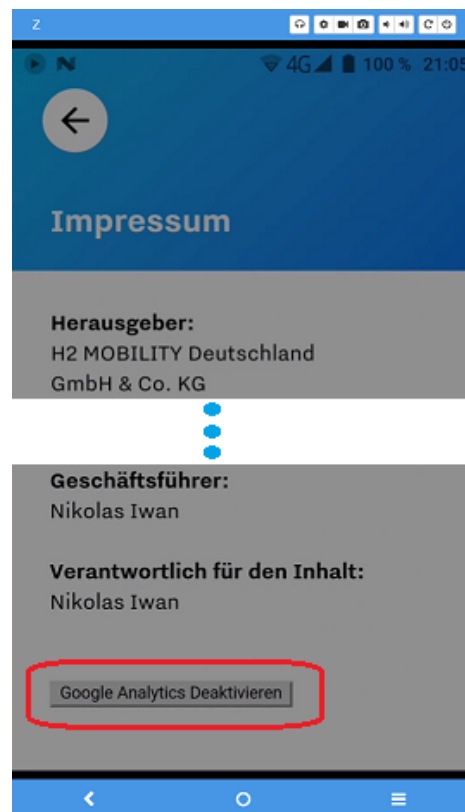 Z
4G 100 % 21:05
Impressum
Herausgeber:
H2 MOBILITY Deutschland
GmbH & Co. KG
Geschäftsführer:
Nikolas Iwan
Verantwortlich für den Inhalt:
Nikolas Iwan
Google Analytics Deaktivieren